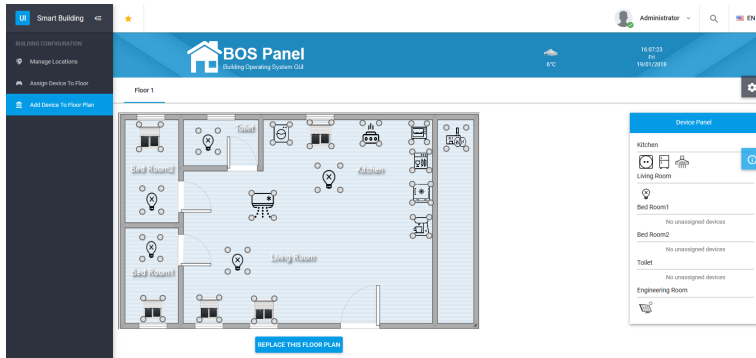 UI Smart Building
Administrator
EN
BUILDING CONFIGURATION
Manage Locations
Assign Device To Floor
Add Device To Floor Plan
BOS Panel
Building Operating System GUI
6°C
16:07:23
Fri
19/01/2018
Floor 1
Toilet
Bed Room2
Kitchen
Living Room
Bed Room1
REPLACE THIS FLOOR PLAN
Device Panel
Kitchen
Living Room
Bed Room1
No unassigned devices
Bed Room2
No unassigned devices
Toilet
No unassigned devices
Engineering Room